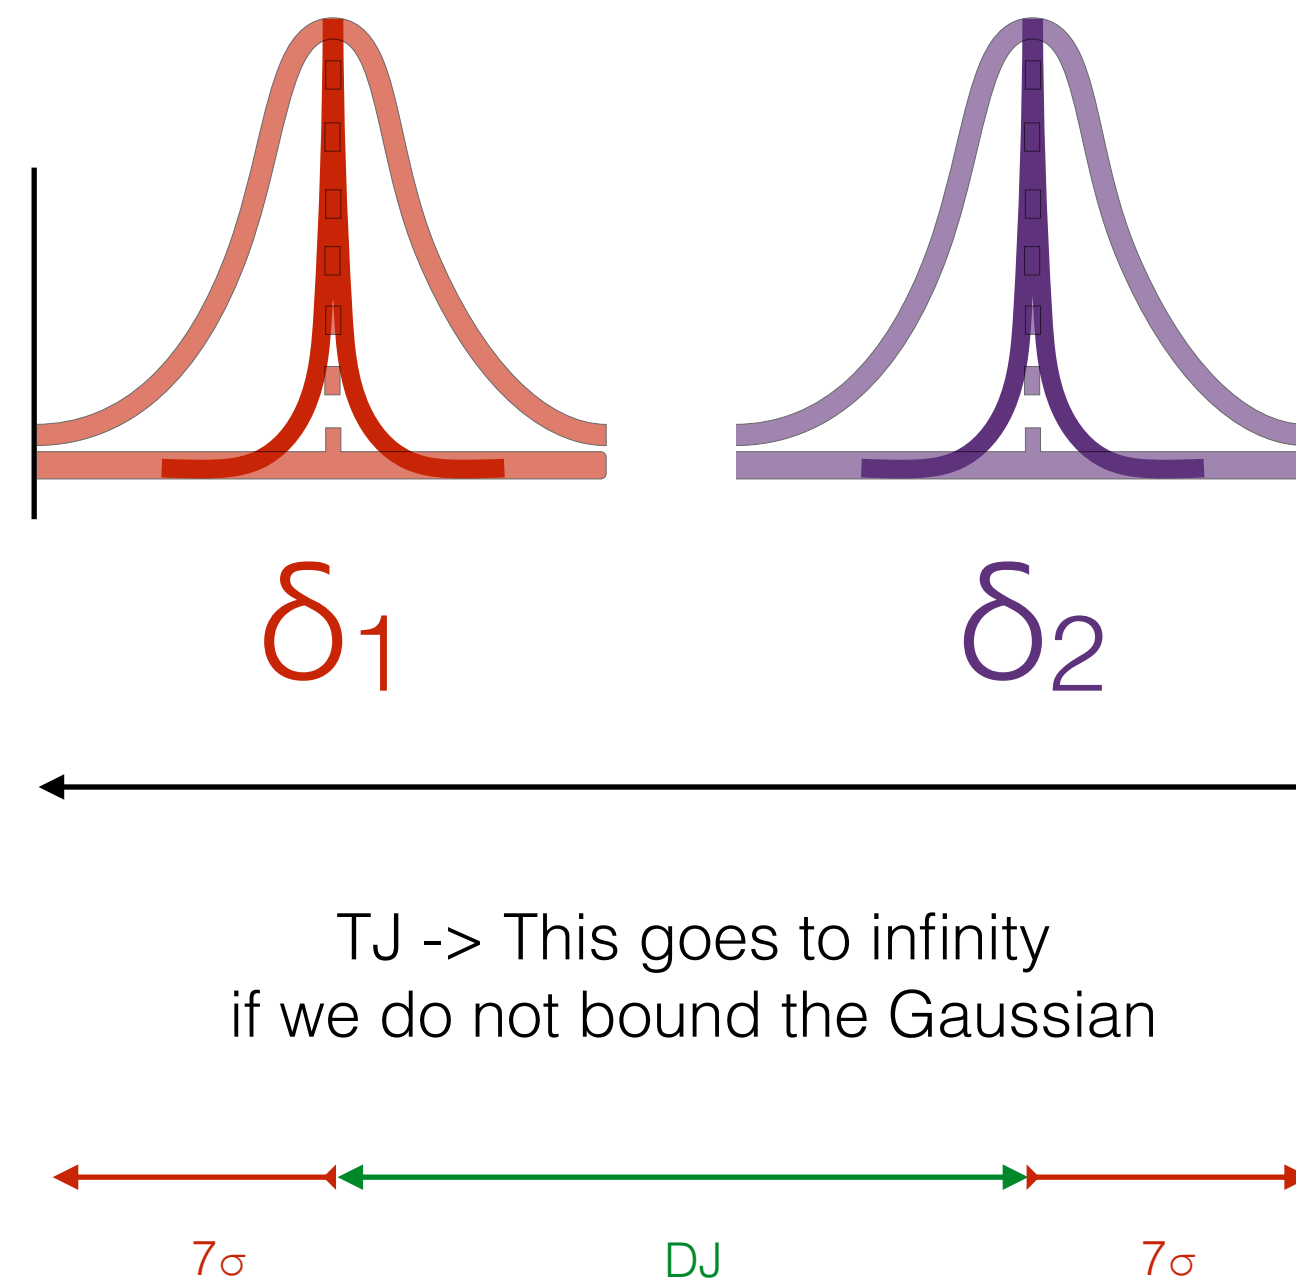 δ1 δ2
TJ -> This goes to infinity
if we do not bound the Gaussian
7σ DJ 7σ